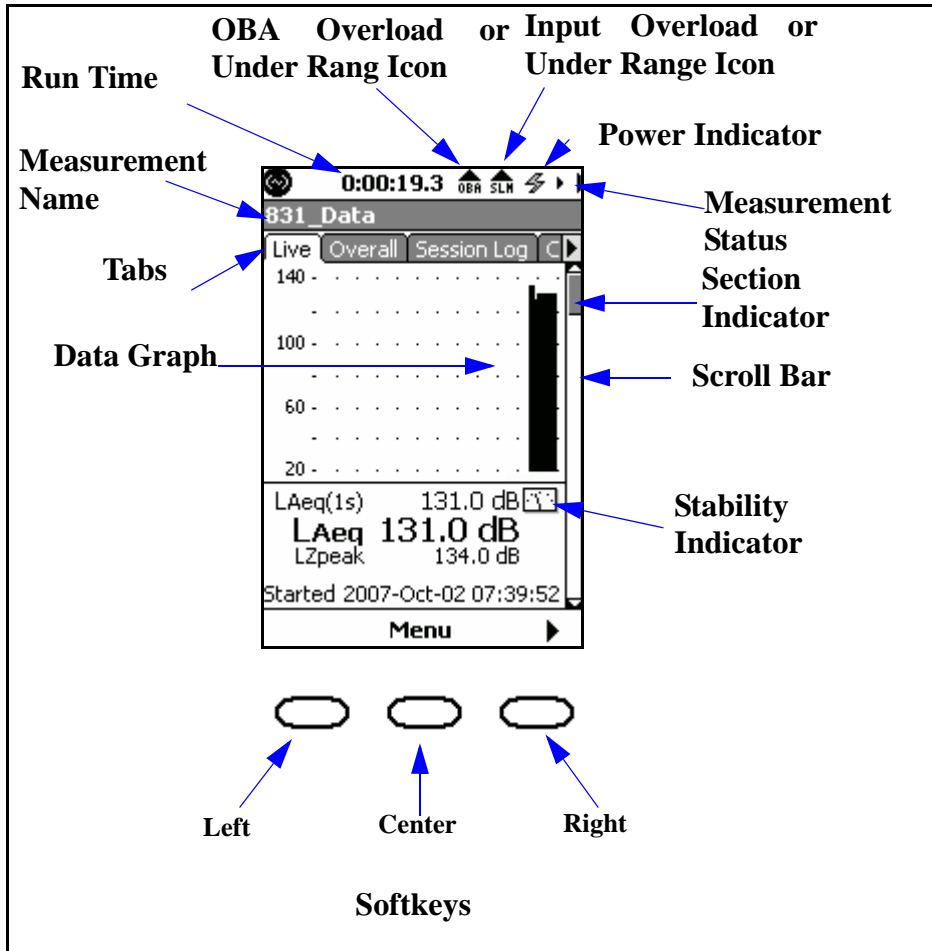 OBA Overload or
Under Rang Icon
Input Overload or
Under Range Icon
Run Time
Power Indicator
Measurement
Name
0:00:19.3 OBA SLM
831_Data
Measurement
Status
Tabs
Live Overall Session Log C
Section
Indicator
140
100
60
20
Data Graph
Scroll Bar
LAeq(1s) 131.0 dB
LAeq 131.0 dB
LZpeak 134.0 dB
Stability
Indicator
Started 2007-Oct-02 07:39:52
Menu
Left
Center
Right
Softkeys